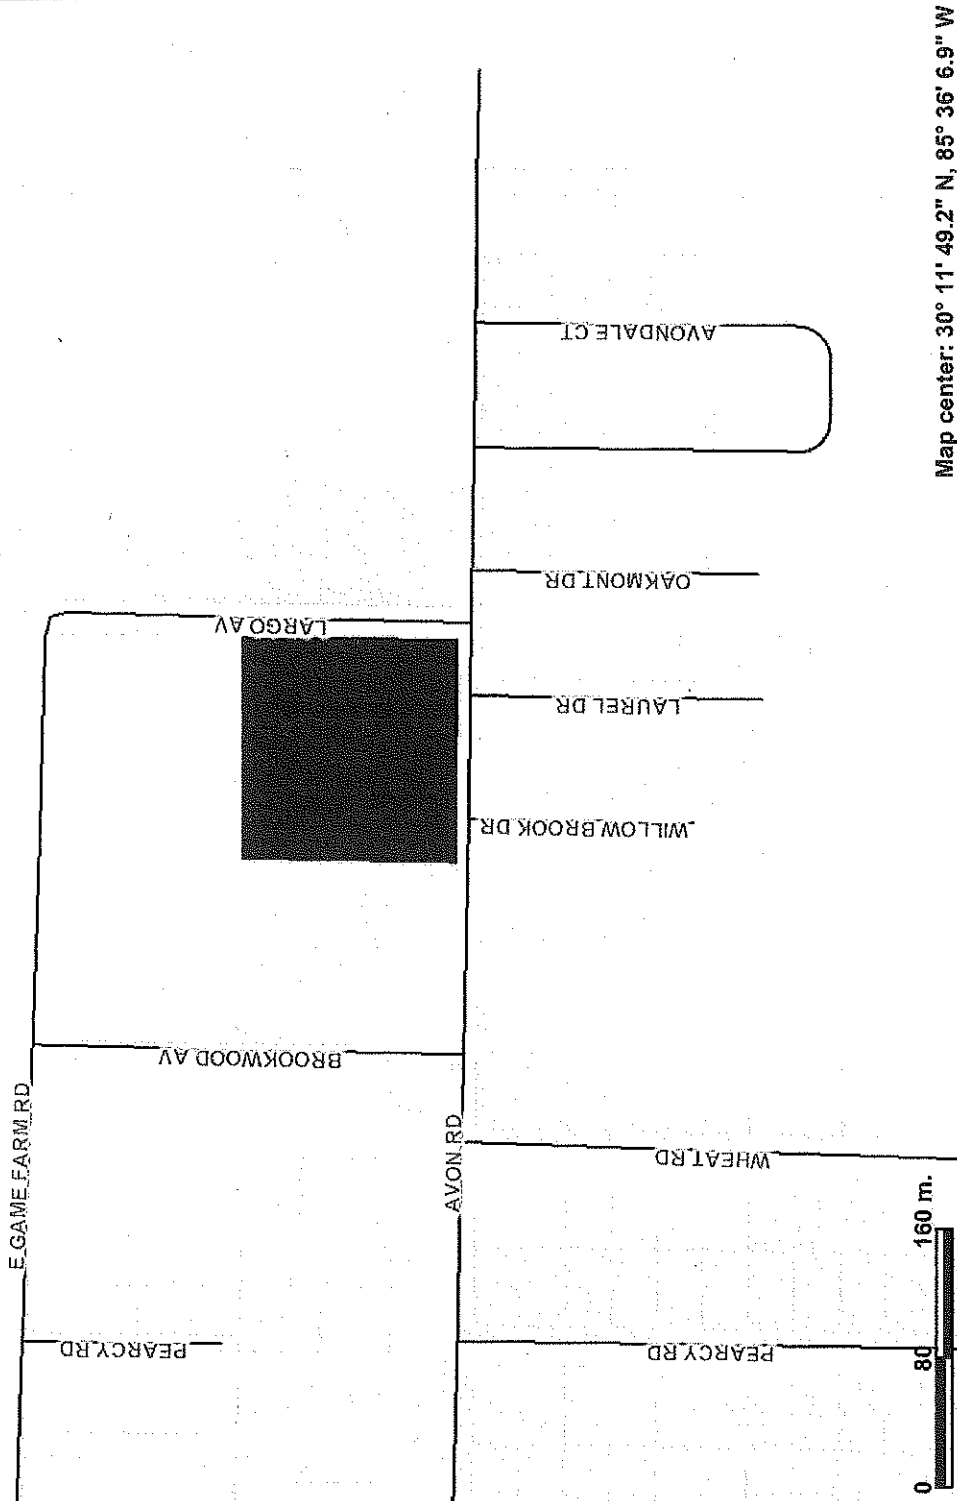 E GAME FARM RD
PEARCY RD
BROOKWOOD AV
LARGO AV
AVON RD
PEARCY RD
WHEAT RD
WILLOW BROOK DR
LAUREL DR
OAKMONT DR
AVONDALE CT
0 80 160 m.
Map center: 30° 11' 49.2" N, 85° 36' 6.9" W